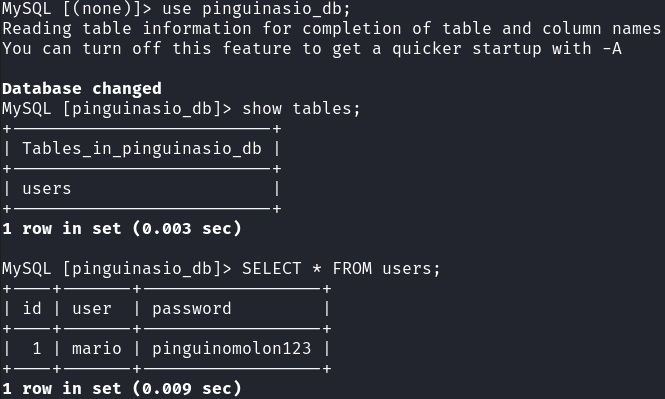 MySQL [(none)]> use pinguinasio_db;
Reading table information for completion of table and column names
You can turn off this feature to get a quicker startup with -A
Database changed
MySQL [pinguinasio_db]> show tables;
+--------------------------+
| Tables_in_pinguinasio_db |
+--------------------------+
| users                    |
+--------------------------+
1 row in set (0.003 sec)
MySQL [pinguinasio_db]> SELECT * FROM users;
+----+-------+------------------+
| id | user  | password         |
+----+-------+------------------+
|  1 | mario | pinguinomolon123 |
+----+-------+------------------+
1 row in set (0.009 sec)